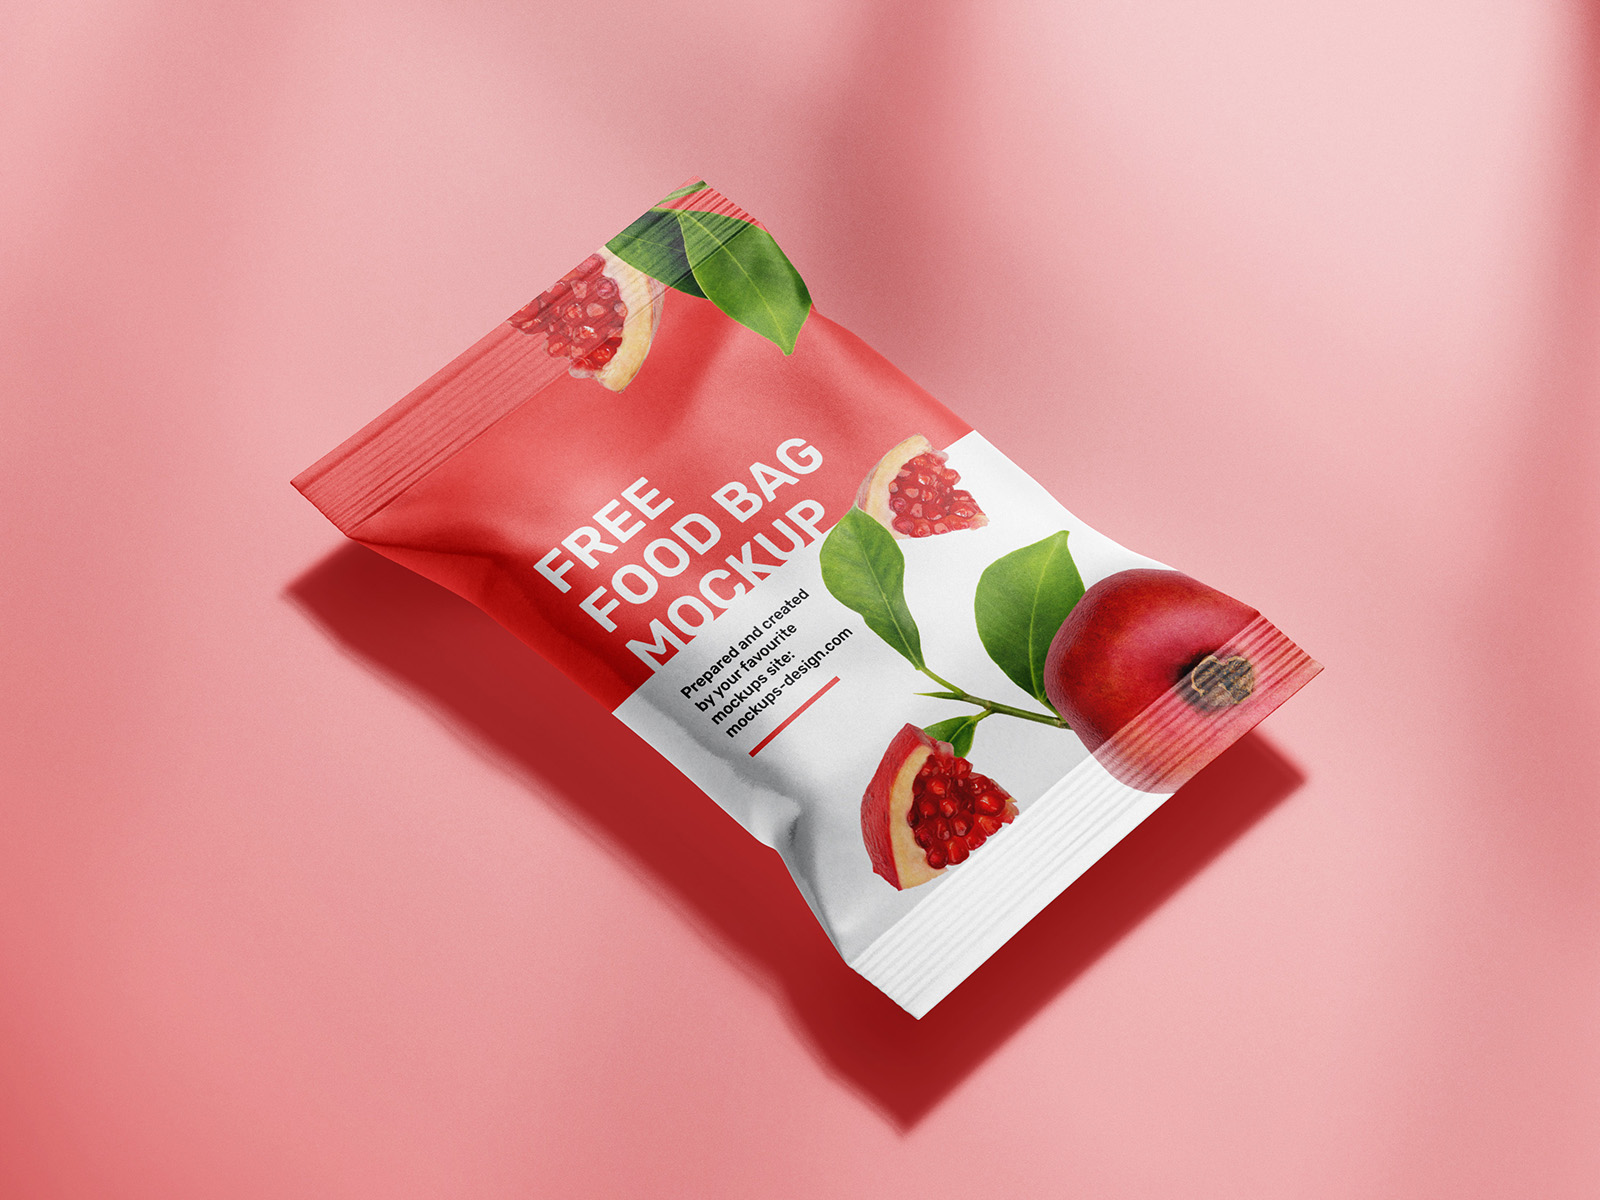 FREE
FOOD BAG
MOCKUP
Prepared and created
by your favourite
mockups site:
mockups-design.com